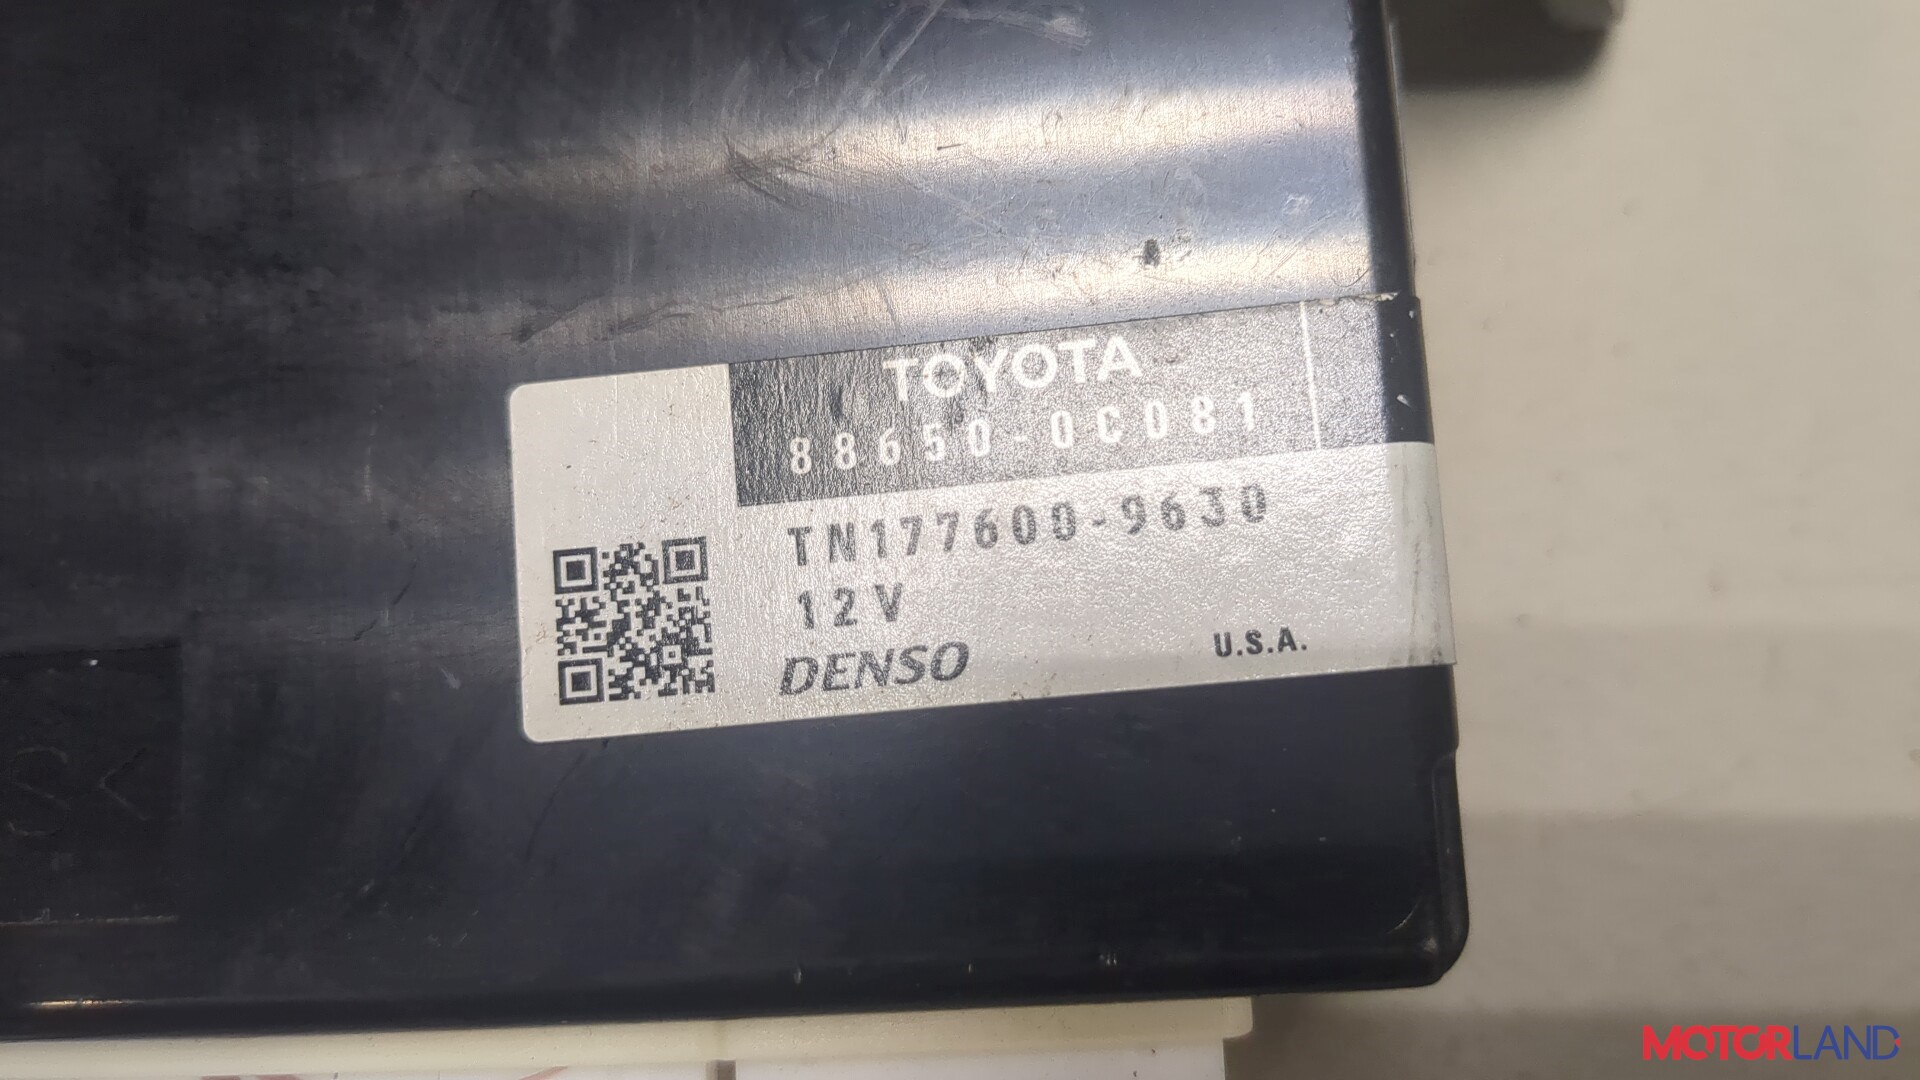 TOYOTA
88650-0C081
TN177600-9630
12V
DENSO
U.S.A.
MOTORLAND